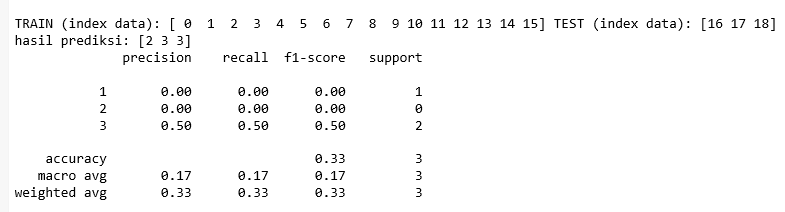 TRAIN (index data): [ 0  1  2  3  4  5  6  7  8  9 10 11 12 13 14 15] TEST (index data): [16 17 18]
hasil prediksi: [2 3 3]
precision recall f1-score support
1 0.00 0.00 0.00 1
2 0.00 0.00 0.00 0
3 0.50 0.50 0.50 2
accuracy 0.33 3
macro avg 0.17 0.17 0.17 3
weighted avg 0.33 0.33 0.33 3